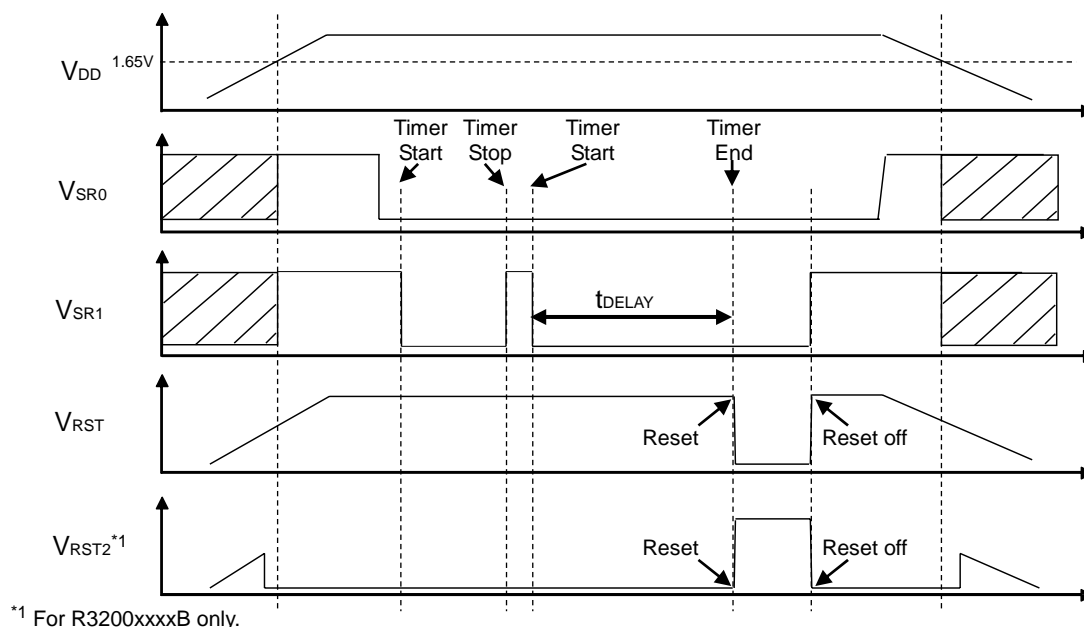 VDD 1.65V
Timer Start
Timer Stop
Timer Start
Timer End
VSR0
VSR1
tDELAY
VRST
Reset
Reset off
VRST2*1
Reset
Reset off
*1 For R3200xxxxB only.